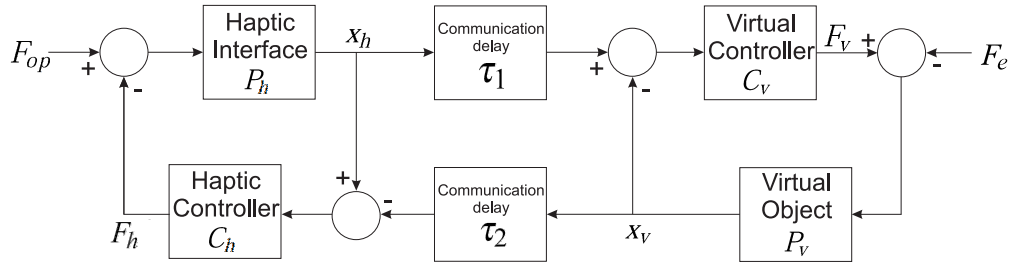 F_op
+
-
Haptic
Interface
P_h
x_h
Communication
delay
τ1
+
-
Virtual
Controller
C_v
F_v
+
-
F_e
F_h
Haptic
Controller
C_h
+
-
Communication
delay
τ2
x_v
Virtual
Object
P_v